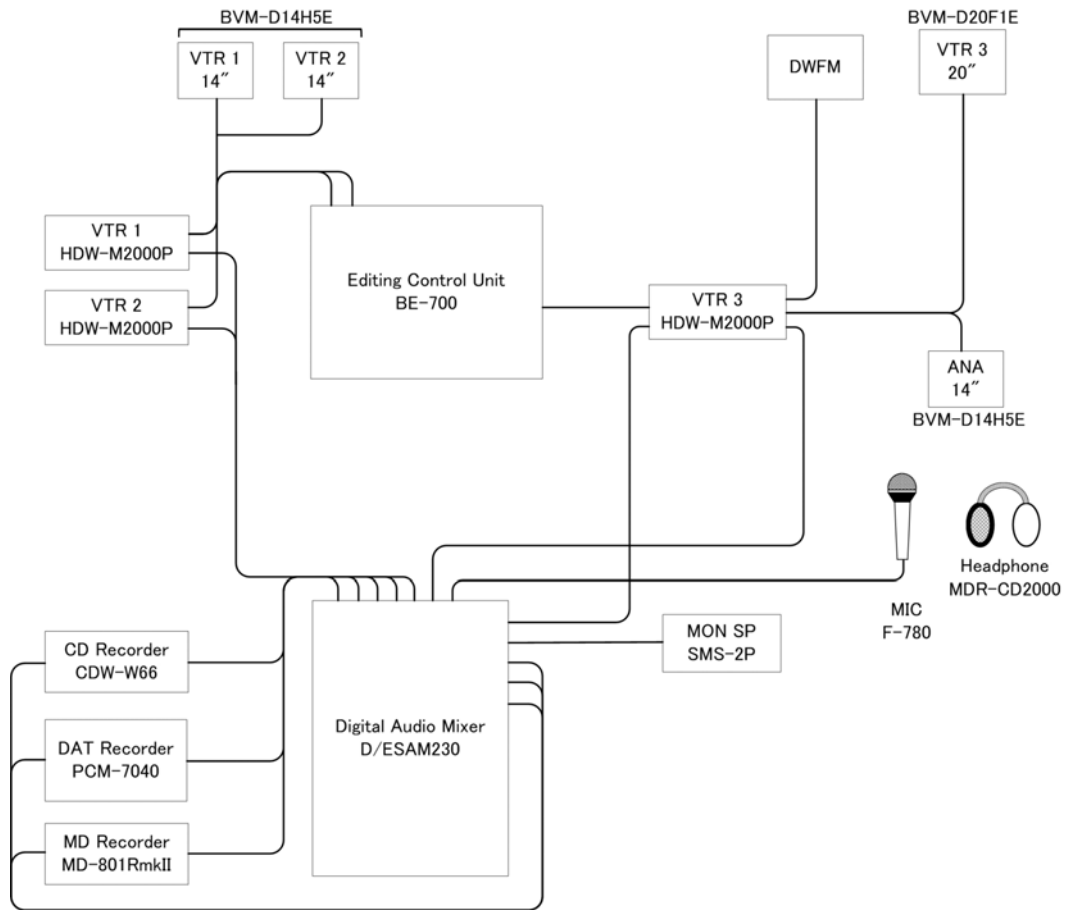 BVM-D14H5E
VTR 1
14″
VTR 2
14″
DWFM
BVM-D20F1E
VTR 3
20″
VTR 1
HDW-M2000P
VTR 2
HDW-M2000P
Editing Control Unit
BE-700
VTR 3
HDW-M2000P
ANA
14″
BVM-D14H5E
Headphone
MDR-CD2000
MIC
F-780
MON SP
SMS-2P
CD Recorder
CDW-W66
DAT Recorder
PCM-7040
MD Recorder
MD-801RmkII
Digital Audio Mixer
D/ESAM230